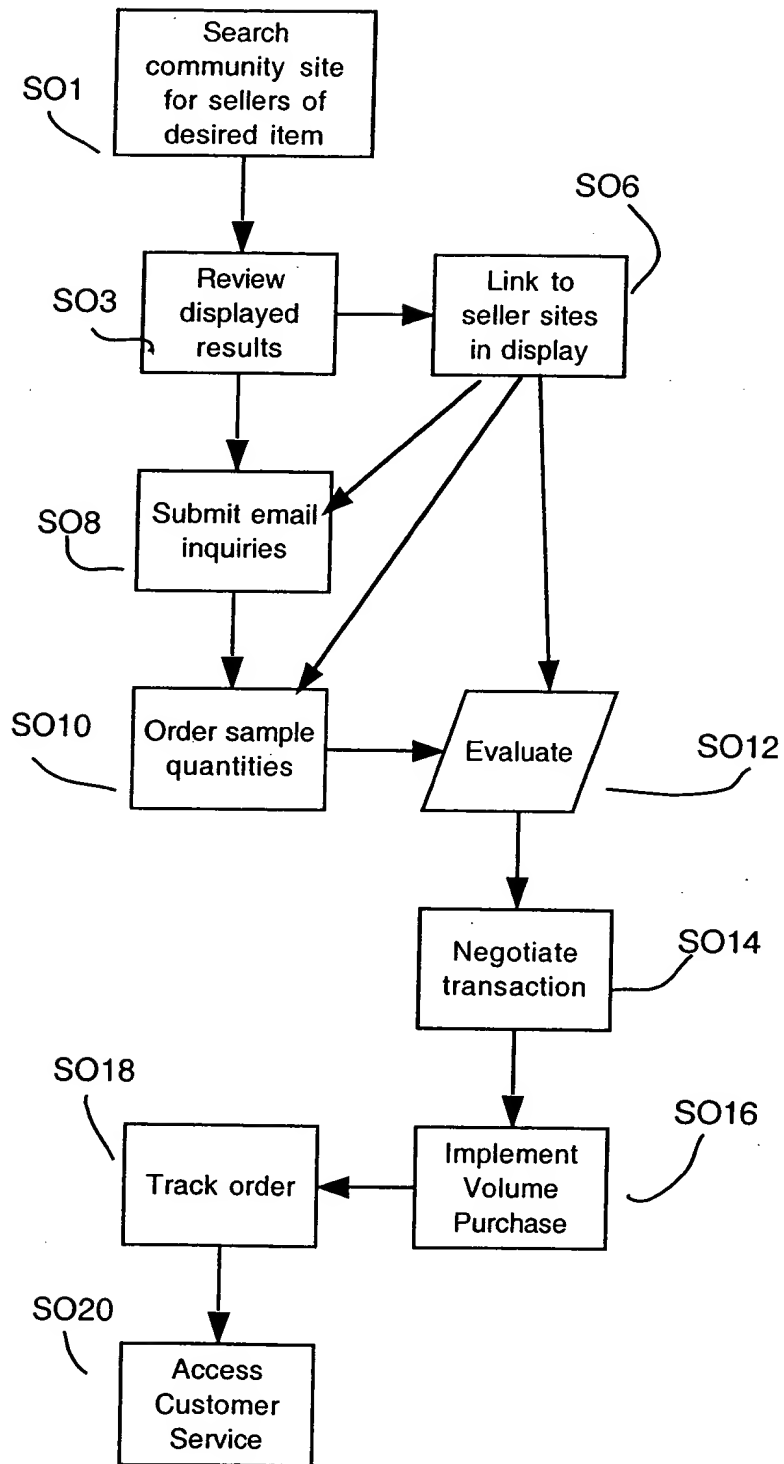 Search
community site
for sellers of
desired item
SO1
SO6
Review
displayed
results
SO3
Link to
seller sites
in display
Submit email
inquiries
SO8
Order sample
quantities
SO10
Evaluate
SO12
Negotiate
transaction
SO14
SO18
Track order
Implement
Volume
Purchase
SO16
SO20
Access
Customer
Service